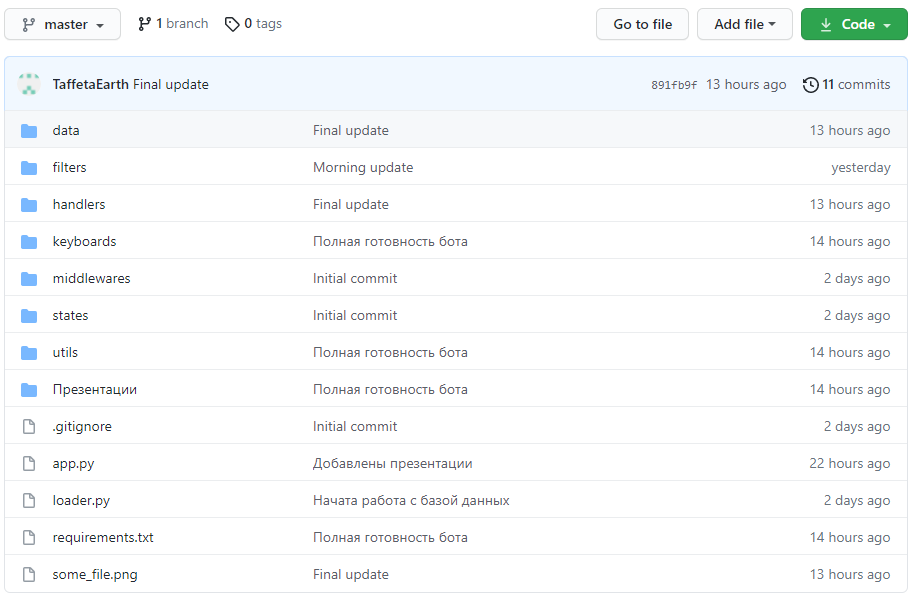 master 1 branch 0 tags Go to file Add file Code
TaffetaEarth Final update 891fb9f 13 hours ago 11 commits
data Final update 13 hours ago
filters Morning update yesterday
handlers Final update 13 hours ago
keyboards Полная готовность бота 14 hours ago
middlewares Initial commit 2 days ago
states Initial commit 2 days ago
utils Полная готовность бота 14 hours ago
Презентации Полная готовность бота 14 hours ago
.gitignore Initial commit 2 days ago
app.py Добавлены презентации 22 hours ago
loader.py Начата работа с базой данных 2 days ago
requirements.txt Полная готовность бота 14 hours ago
some_file.png Final update 13 hours ago